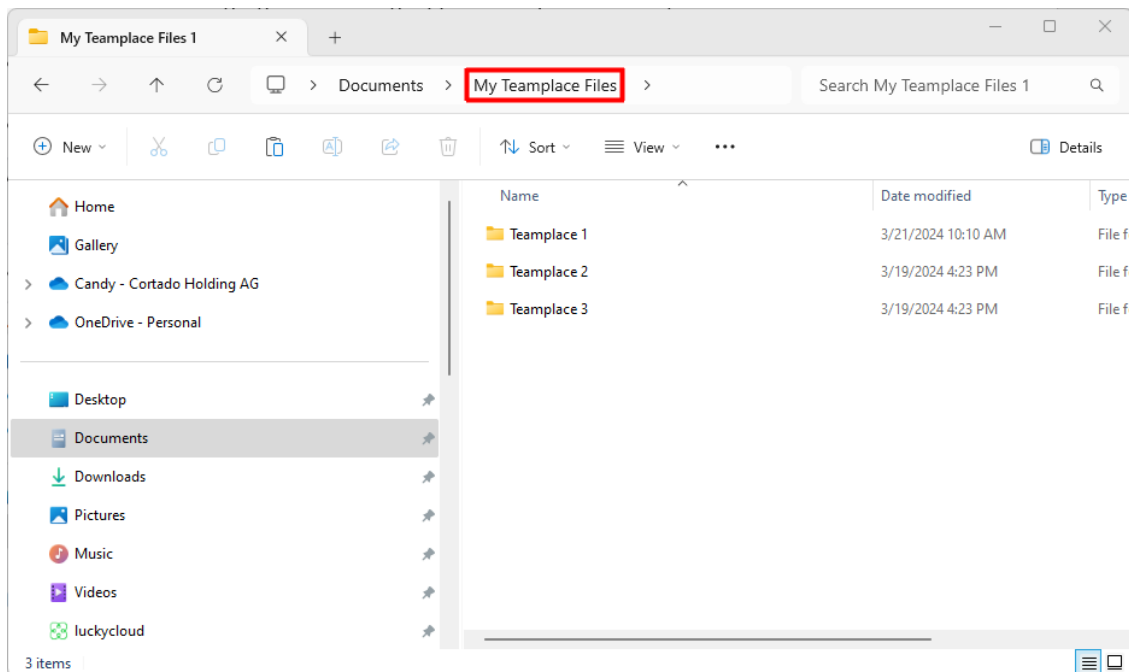 My Teamplace Files 1
Documents > My Teamplace Files >
Search My Teamplace Files 1
New
Sort
View
Details
Name Date modified Type
Teamplace 1 3/21/2024 10:10 AM File f
Teamplace 2 3/19/2024 4:23 PM File f
Teamplace 3 3/19/2024 4:23 PM File f
Home
Gallery
Candy - Cortado Holding AG
OneDrive - Personal
Desktop
Documents
Downloads
Pictures
Music
Videos
luckycloud
3 items